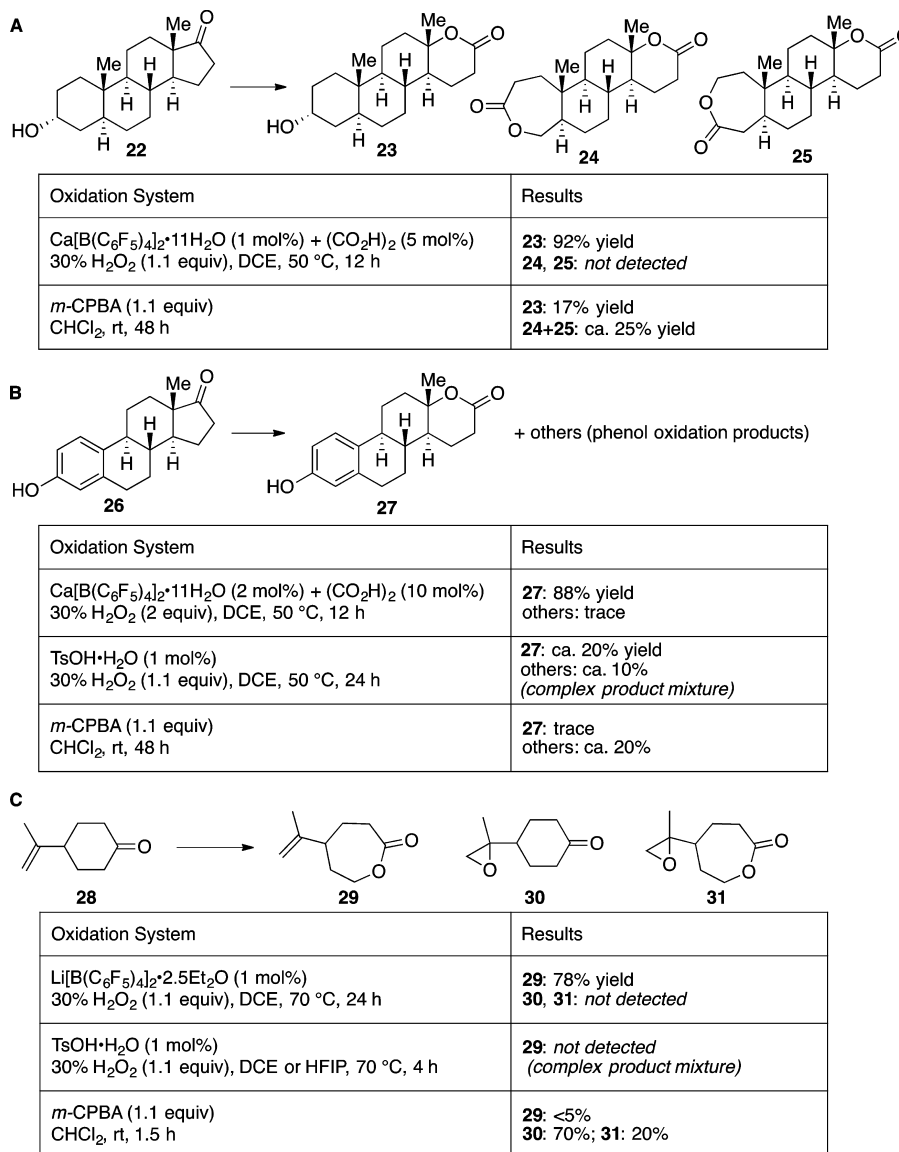 A
Me
O
Me
H
H
H
HO
H
22
Me
O
O
Me
H
H
H
HO
H
23
Me
O
O
Me
H
H
H
O
O
H
24
Me
O
O
Me
H
H
H
O
O
H
25
Oxidation System
Results
Ca[B(C6F5)4]2•11H2O (1 mol%) + (CO2H)2 (5 mol%)
30% H2O2 (1.1 equiv), DCE, 50 °C, 12 h
23: 92% yield
24, 25: not detected
m-CPBA (1.1 equiv)
CHCl2, rt, 48 h
23: 17% yield
24+25: ca. 25% yield
B
Me
O
H
H
H
HO
26
Me
O
O
H
H
H
HO
27
+ others (phenol oxidation products)
Oxidation System
Results
Ca[B(C6F5)4]2•11H2O (2 mol%) + (CO2H)2 (10 mol%)
30% H2O2 (2 equiv), DCE, 50 °C, 12 h
27: 88% yield
others: trace
TsOH•H2O (1 mol%)
30% H2O2 (1.1 equiv), DCE, 50 °C, 24 h
27: ca. 20% yield
others: ca. 10%
(complex product mixture)
m-CPBA (1.1 equiv)
CHCl2, rt, 48 h
27: trace
others: ca. 20%
C
O
28
O
O
29
O
O
30
O
O
O
31
Oxidation System
Results
Li[B(C6F5)4]2•2.5Et2O (1 mol%)
30% H2O2 (1.1 equiv), DCE, 70 °C, 24 h
29: 78% yield
30, 31: not detected
TsOH•H2O (1 mol%)
30% H2O2 (1.1 equiv), DCE or HFIP, 70 °C, 4 h
29: not detected
(complex product mixture)
m-CPBA (1.1 equiv)
CHCl2, rt, 1.5 h
29: <5%
30: 70%; 31: 20%